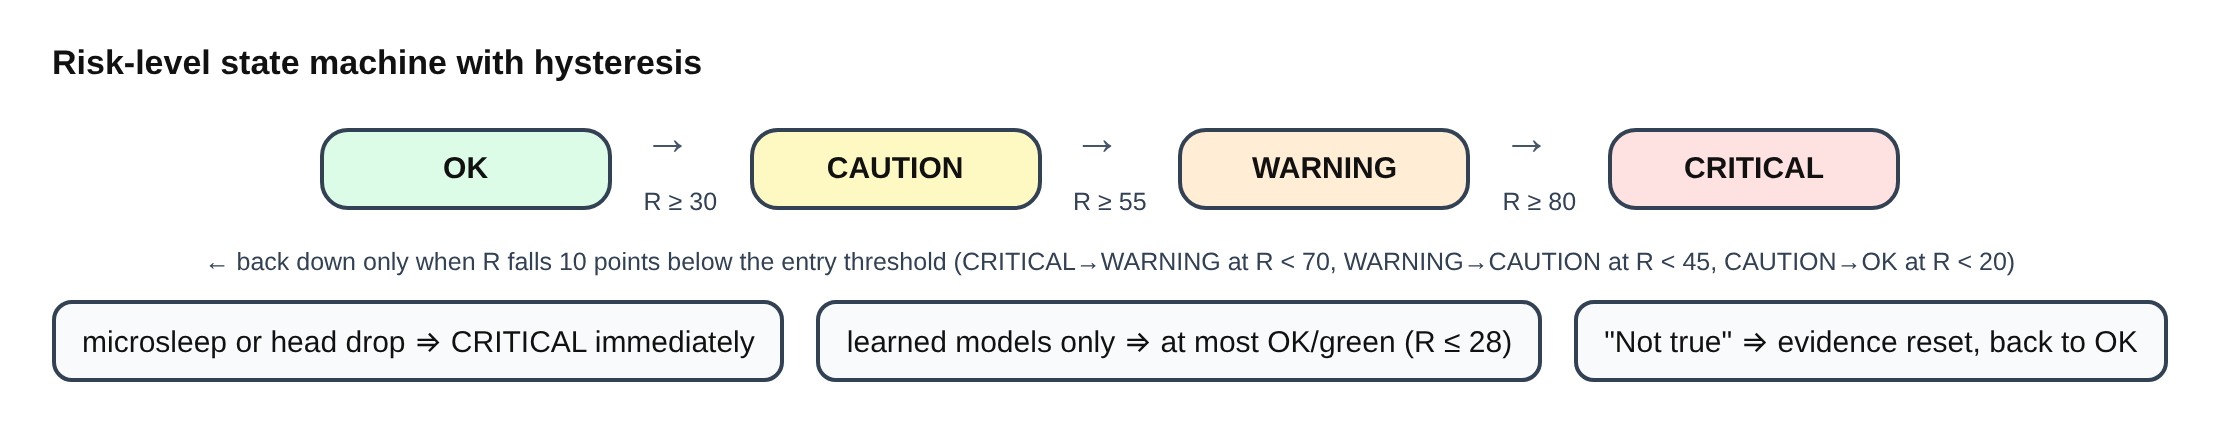 Risk-level state machine with hysteresis
OK → CAUTION → WARNING → CRITICAL
R ≥ 30 R ≥ 55 R ≥ 80
← back down only when R falls 10 points below the entry threshold (CRITICAL→WARNING at R < 70, WARNING→CAUTION at R < 45, CAUTION→OK at R < 20)
microsleep or head drop ⇒ CRITICAL immediately
learned models only ⇒ at most OK/green (R ≤ 28)
"Not true" ⇒ evidence reset, back to OK